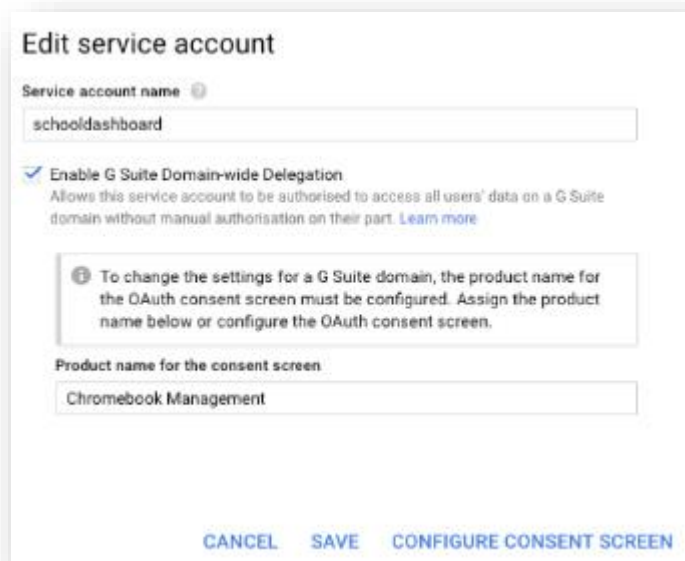 Edit service account
Service account name
schooldashboard
Enable G Suite Domain-wide Delegation
Allows this service account to be authorised to access all users' data on a G Suite
domain without manual authorisation on their part. Learn more
To change the settings for a G Suite domain, the product name for
the OAuth consent screen must be configured. Assign the product
name below or configure the OAuth consent screen.
Product name for the consent screen
Chromebook Management
CANCEL SAVE CONFIGURE CONSENT SCREEN